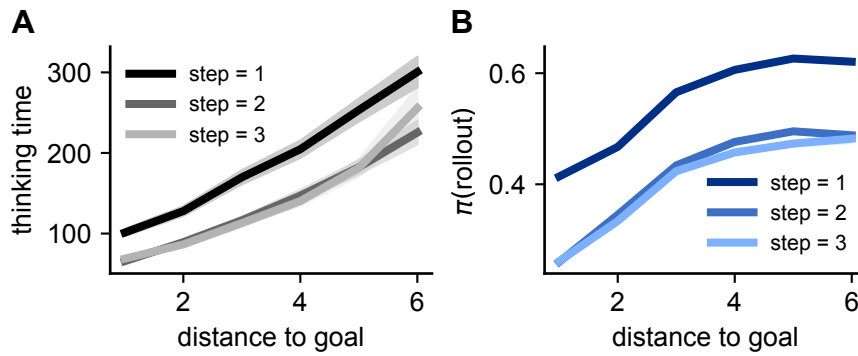 A
thinking time
300
200
100
step = 1
step = 2
step = 3
2
4
6
distance to goal
B
π(rollout)
0.6
0.4
step = 1
step = 2
step = 3
2
4
6
distance to goal